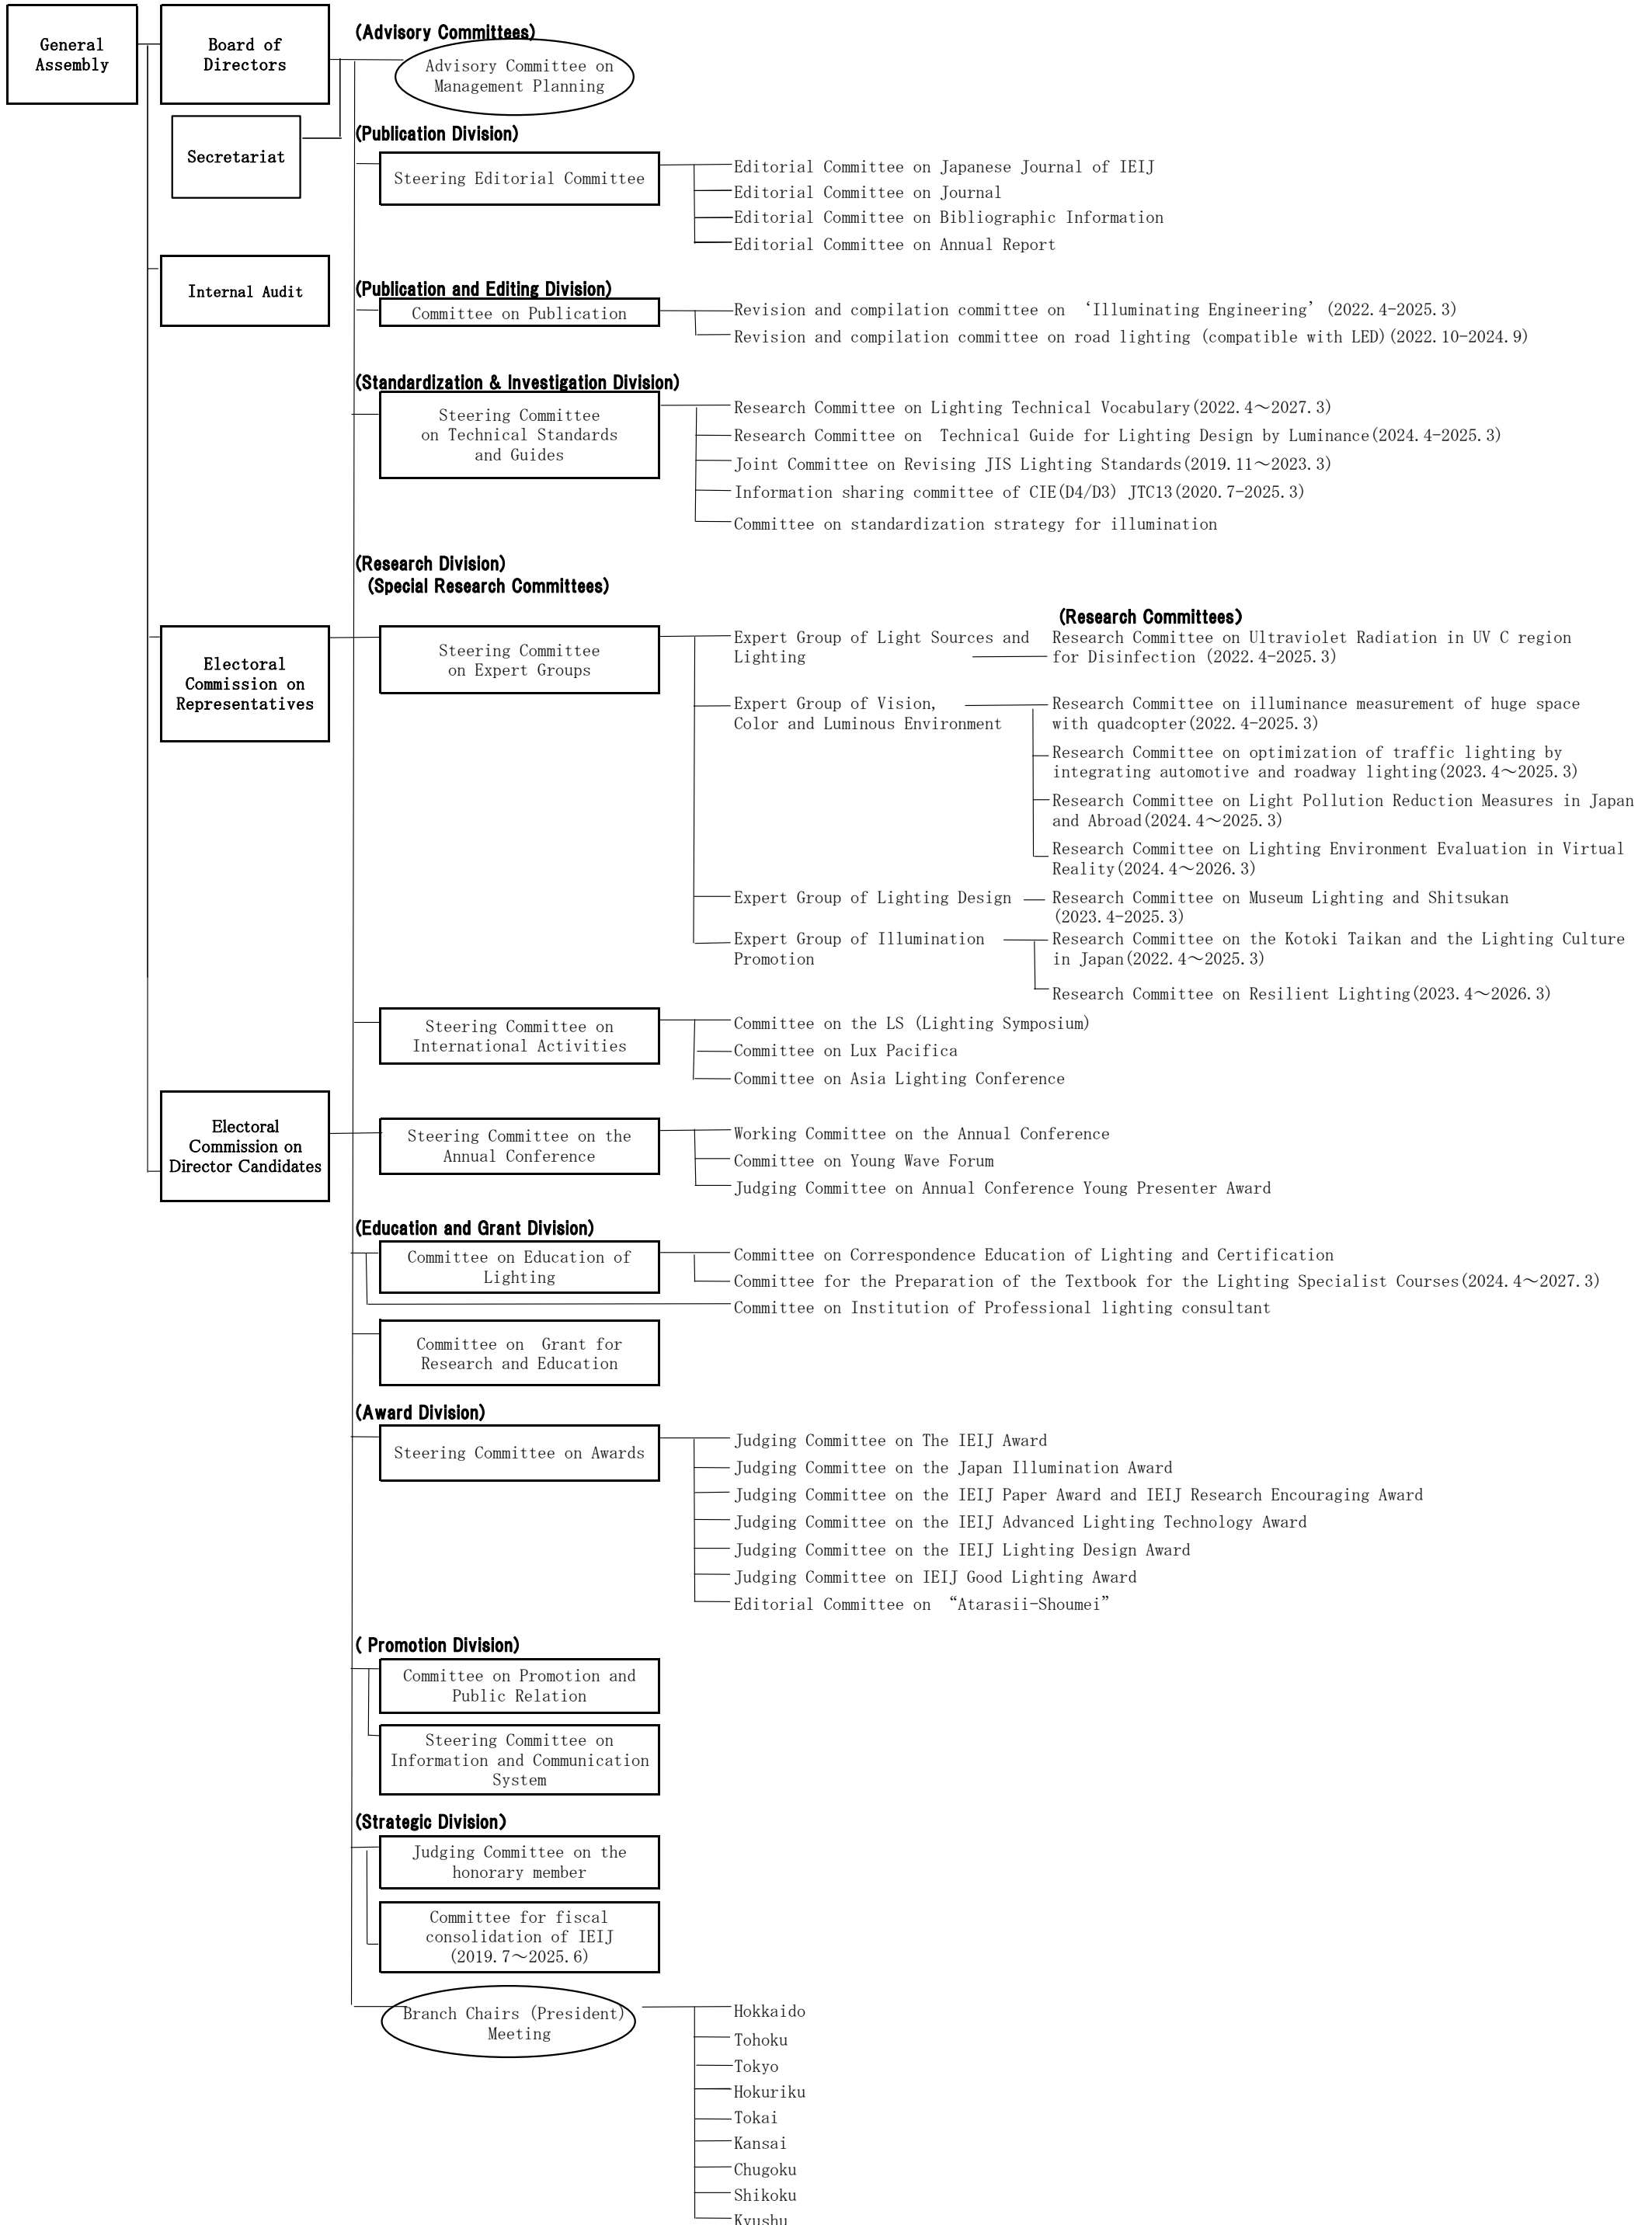 General
Assembly
Board of
Directors
(Advisory Committees)
Advisory Committee on
Management Planning
Secretariat
(Publication Division)
Steering Editorial Committee
Editorial Committee on Japanese Journal of IEIJ
Editorial Committee on Journal
Editorial Committee on Bibliographic Information
Editorial Committee on Annual Report
Internal Audit
(Publication and Editing Division)
Committee on Publication
Revision and compilation committee on ‘Illuminating Engineering’(2022.4-2025.3)
Revision and compilation committee on road lighting (compatible with LED)(2022.10-2024.9)
(Standardization & Investigation Division)
Steering Committee
on Technical Standards
and Guides
Research Committee on Lighting Technical Vocabulary(2022.4～2027.3)
Research Committee on Technical Guide for Lighting Design by Luminance(2024.4-2025.3)
Joint Committee on Revising JIS Lighting Standards(2019.11～2023.3)
Information sharing committee of CIE(D4/D3) JTC13(2020.7-2025.3)
Committee on standardization strategy for illumination
(Research Division)
(Special Research Committees)
(Research Committees)
Electoral
Commission on
Representatives
Steering Committee
on Expert Groups
Expert Group of Light Sources and
Lighting
Research Committee on Ultraviolet Radiation in UV C region
for Disinfection (2022.4-2025.3)
Expert Group of Vision,
Color and Luminous Environment
Research Committee on illuminance measurement of huge space
with quadcopter(2022.4-2025.3)
Research Committee on optimization of traffic lighting by
integrating automotive and roadway lighting(2023.4～2025.3)
Research Committee on Light Pollution Reduction Measures in Japan
and Abroad(2024.4～2025.3)
Research Committee on Lighting Environment Evaluation in Virtual
Reality(2024.4～2026.3)
Expert Group of Lighting Design
Research Committee on Museum Lighting and Shitsukan
(2023.4-2025.3)
Expert Group of Illumination
Promotion
Research Committee on the Kotoki Taikan and the Lighting Culture
in Japan(2022.4～2025.3)
Research Committee on Resilient Lighting(2023.4～2026.3)
Steering Committee on
International Activities
Committee on the LS (Lighting Symposium)
Committee on Lux Pacifica
Committee on Asia Lighting Conference
Electoral
Commission on
Director Candidates
Steering Committee on the
Annual Conference
Working Committee on the Annual Conference
Committee on Young Wave Forum
Judging Committee on Annual Conference Young Presenter Award
(Education and Grant Division)
Committee on Education of
Lighting
Committee on Correspondence Education of Lighting and Certification
Committee for the Preparation of the Textbook for the Lighting Specialist Courses(2024.4～2027.3)
Committee on Institution of Professional lighting consultant
Committee on Grant for
Research and Education
(Award Division)
Steering Committee on Awards
Judging Committee on The IEIJ Award
Judging Committee on the Japan Illumination Award
Judging Committee on the IEIJ Paper Award and IEIJ Research Encouraging Award
Judging Committee on the IEIJ Advanced Lighting Technology Award
Judging Committee on the IEIJ Lighting Design Award
Judging Committee on IEIJ Good Lighting Award
Editorial Committee on “Atarasii-Shoumei”
( Promotion Division)
Committee on Promotion and
Public Relation
Steering Committee on
Information and Communication
System
(Strategic Division)
Judging Committee on the
honorary member
Committee for fiscal
consolidation of IEIJ
(2019.7～2025.6)
Branch Chairs (President)
Meeting
Hokkaido
Tohoku
Tokyo
Hokuriku
Tokai
Kansai
Chugoku
Shikoku
Kyushu